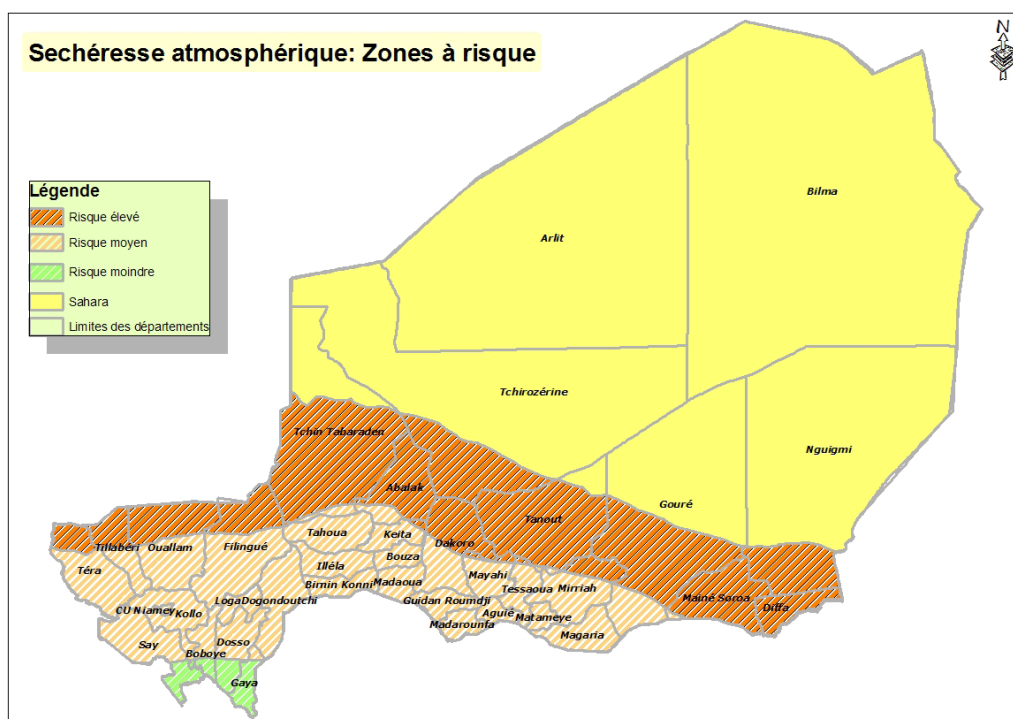 Sechéresse atmosphérique: Zones à risque
N
Légende
Risque élevé
Risque moyen
Risque moindre
Sahara
Limites des départements
Bilma
Arlit
Tchirozérine
Nguigmi
Gouré
Tchin Tabaraden
Abalak
Tanout
Dakoro
Tahoua
Keita
Tillabéri
Ouallam
Filingué
Bouza
Illéla
Téra
Mayahi
Birnin Konni
Madaoua
Tessaoua
Mirriah
Mainé Soroa
Diffa
Loga
Dogondoutchi
Guidan Roumdji
CU Niamey
Kollo
Aguié
Matameye
Madarounfa
Magaria
Say
Dosso
Boboye
Gaya